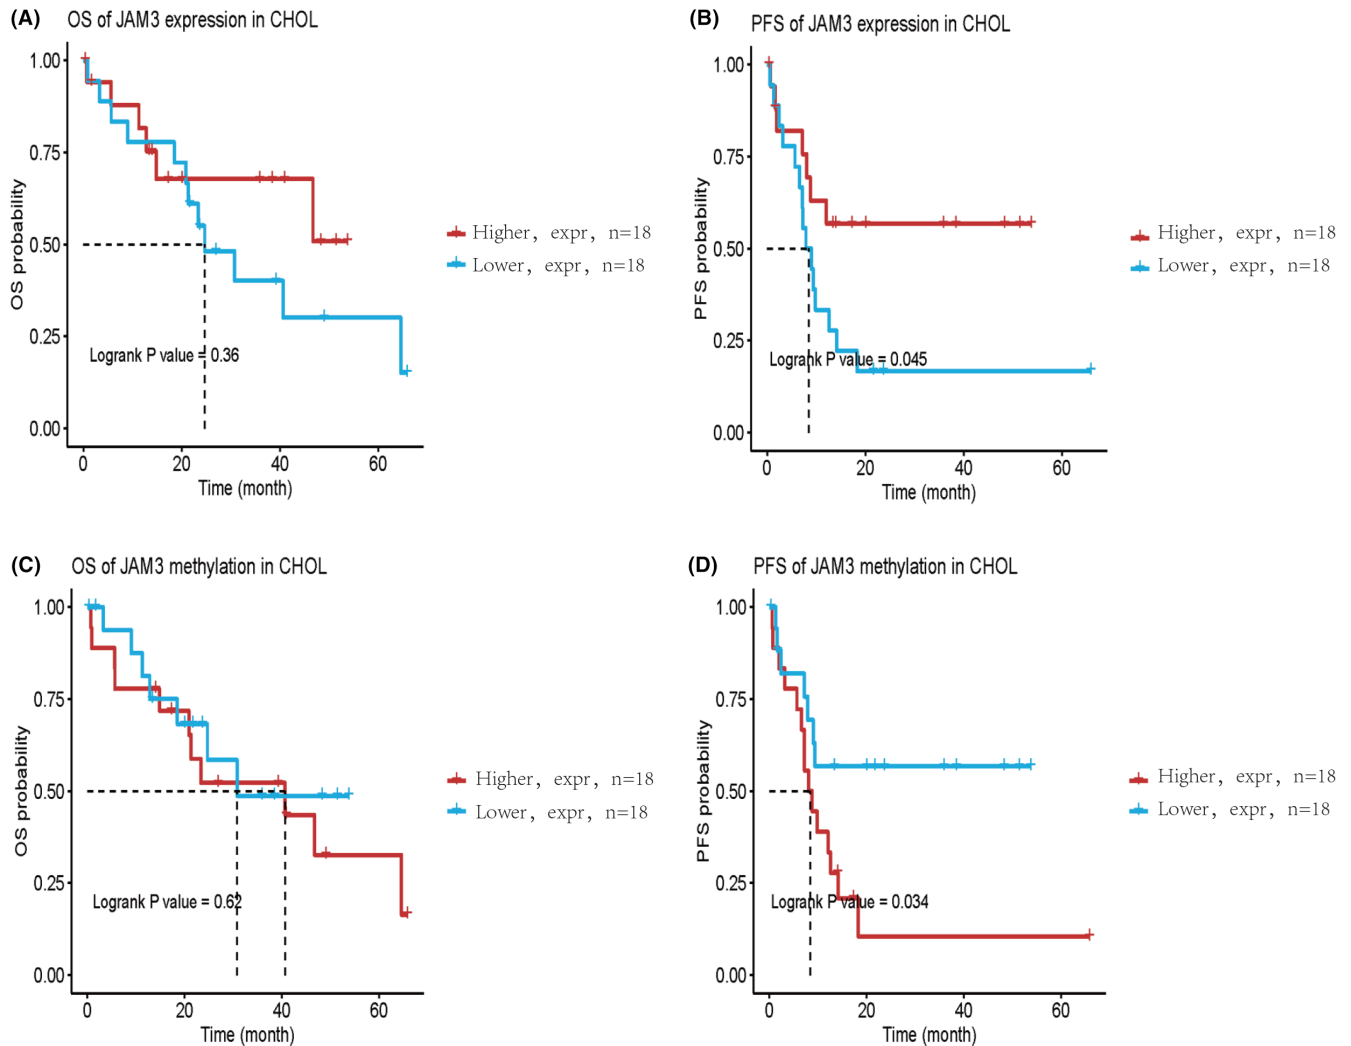 (A)
OS of JAM3 expression in CHOL
1.00
0.75
0.50
0.25
0.00
OS probability
Logrank P value = 0.36
0 20 40 60
Time (month)
Higher, expr, n=18
Lower, expr, n=18
(B)
PFS of JAM3 expression in CHOL
1.00
0.75
0.50
0.25
0.00
PFS probability
Logrank P value = 0.045
0 20 40 60
Time (month)
Higher, expr, n=18
Lower, expr, n=18
(C)
OS of JAM3 methylation in CHOL
1.00
0.75
0.50
0.25
0.00
OS probability
Logrank P value = 0.62
0 20 40 60
Time (month)
Higher, expr, n=18
Lower, expr, n=18
(D)
PFS of JAM3 methylation in CHOL
1.00
0.75
0.50
0.25
0.00
PFS probability
Logrank P value = 0.034
0 20 40 60
Time (month)
Higher, expr, n=18
Lower, expr, n=18